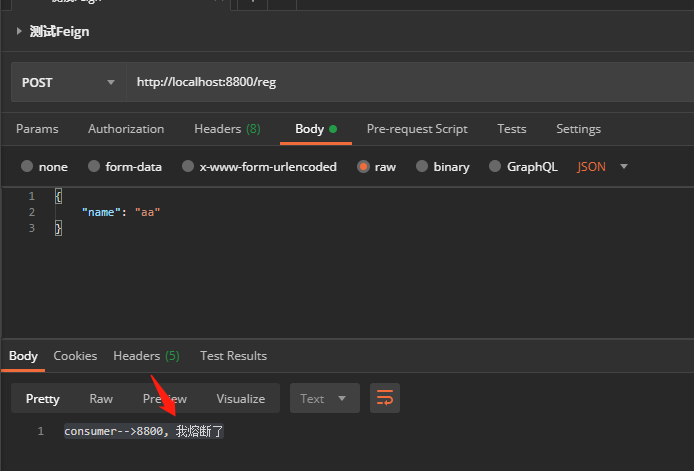 测试Feign
POST http://localhost:8800/reg
Params Authorization Headers (8) Body Pre-request Script Tests Settings
none form-data x-www-form-urlencoded raw binary GraphQL JSON
1 {
2 "name": "aa"
3 }
Body Cookies Headers (5) Test Results
Pretty Raw Preview Visualize Text
1 consumer-->8800, 我熔断了